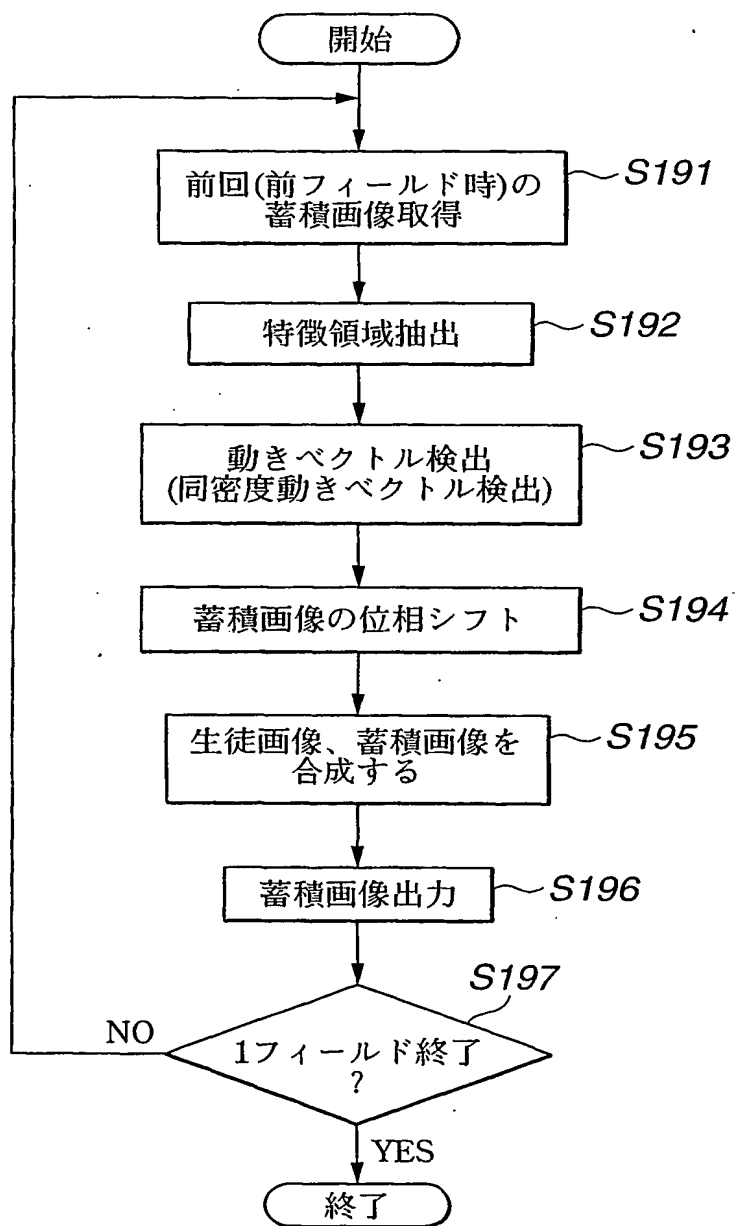 開始
前回(前フィールド時)の
蓄積画像取得
S191
特徴領域抽出
S192
動きベクトル検出
(同密度動きベクトル検出)
S193
蓄積画像の位相シフト
S194
生徒画像、蓄積画像を
合成する
S195
蓄積画像出力
S196
S197
NO
1フィールド終了
?
YES
終了